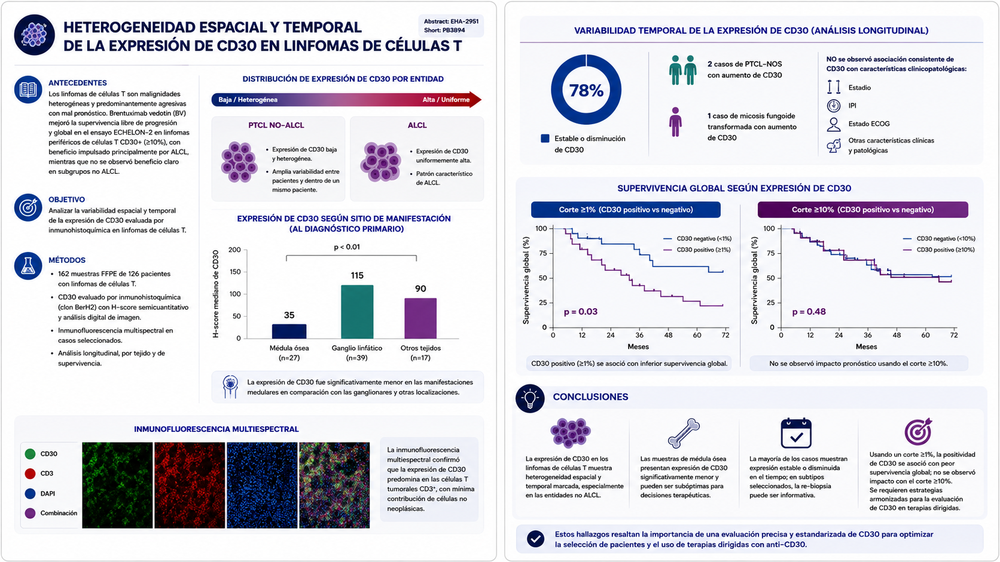 HETEROGENEIDAD ESPACIAL Y TEMPORAL
DE LA EXPRESIÓN DE CD30 EN LINFOMAS DE CÉLULAS T
Abstract: EHA-2951
Short: PB3894
ANTECEDENTES
Los linfomas de células T son malignidades
heterogéneas y predominantemente agresivas
con mal pronóstico. Brentuximab vedotin (BV)
mejoró la supervivencia libre de progresión
y global en el ensayo ECHELON-2 en linfomas
periféricos de células T CD30+ (≥10%), con
beneficio impulsado principalmente por ALCL,
mientras que no se observó beneficio claro
en subgrupos no ALCL.
OBJETIVO
Analizar la variabilidad espacial y temporal
de la expresión de CD30 evaluada por
inmunohistoquímica en linfomas de células T.
MÉTODOS
• 162 muestras FFPE de 126 pacientes
con linfomas de células T.
• CD30 evaluado por inmunohistoquímica
(clon BerH2) con H-score semicuantitativo
y análisis digital de imagen.
• Inmunofluorescencia multispectral en
casos seleccionados.
• Análisis longitudinal, por tejido y de
supervivencia.
DISTRIBUCIÓN DE EXPRESIÓN DE CD30 POR ENTIDAD
Baja / Heterogénea
Alta / Uniforme
PTCL NO-ALCL
• Expresión de CD30 baja
y heterogénea.
• Amplia variabilidad entre
pacientes y dentro de un
mismo paciente.
ALCL
• Expresión de CD30
uniformemente alta.
• Patrón característico
de ALCL.
EXPRESIÓN DE CD30 SEGÚN SITIO DE MANIFESTACIÓN
(AL DIAGNÓSTICO PRIMARIO)
H-score mediano de CD30
200
150
100
50
0
p < 0.01
35
115
90
Médula ósea
(n=27)
Ganglio linfático
(n=39)
Otros tejidos
(n=17)
La expresión de CD30 fue significativamente menor en las manifestaciones
medulares en comparación con las ganglionares y otras localizaciones.
INMUNOFLUORESCENCIA MULTIESPECTRAL
CD30
CD3
DAPI
Combinación
La inmunofluorescencia
multiespectral confirmó
que la expresión de CD30
predomina en las células T
tumorales CD3⁺, con mínima
contribución de células no
neoplásicas.
VARIABILIDAD TEMPORAL DE LA EXPRESIÓN DE CD30 (ANÁLISIS LONGITUDINAL)
78%
Estable o disminución
de CD30
2 casos de PTCL-NOS
con aumento de CD30
1 caso de micosis fungoide
transformada con aumento
de CD30
NO se observó asociación consistente de
CD30 con características clinicopatológicas:
Estadio
IPI
Estado ECOG
Otras características clínicas
y patológicas
SUPERVIVENCIA GLOBAL SEGÚN EXPRESIÓN DE CD30
Corte ≥1% (CD30 positivo vs negativo)
Supervivencia global (%)
100
75
50
25
0
CD30 negativo (<1%)
CD30 positivo (≥1%)
p = 0.03
0 12 24 36 48 60 72
Meses
CD30 positivo (≥1%) se asoció con inferior supervivencia global.
Corte ≥10% (CD30 positivo vs negativo)
Supervivencia global (%)
100
75
50
25
0
CD30 negativo (<10%)
CD30 positivo (≥10%)
p = 0.48
0 12 24 36 48 60 72
Meses
No se observó impacto pronóstico usando el corte ≥10%.
CONCLUSIONES
La expresión de CD30 en los
linfomas de células T muestra
heterogeneidad espacial y
temporal marcada, especialmente
en las entidades no ALCL.
Las muestras de médula ósea
presentan expresión de CD30
significativamente menor y
pueden ser subóptimas para
decisiones terapéuticas.
La mayoría de los casos muestran
expresión estable o disminuida
en el tiempo; en subtipos
seleccionados, la re-biopsia
puede ser informativa.
Usando un corte ≥1%, la positividad
de CD30 se asoció con peor
supervivencia global; no se observó
impacto con el corte ≥10%.
Se requieren estrategias
armonizadas para la evaluación
de CD30 en terapias dirigidas.
Estos hallazgos resaltan la importancia de una evaluación precisa y estandarizada de CD30 para optimizar
la selección de pacientes y el uso de terapias dirigidas con anti-CD30.